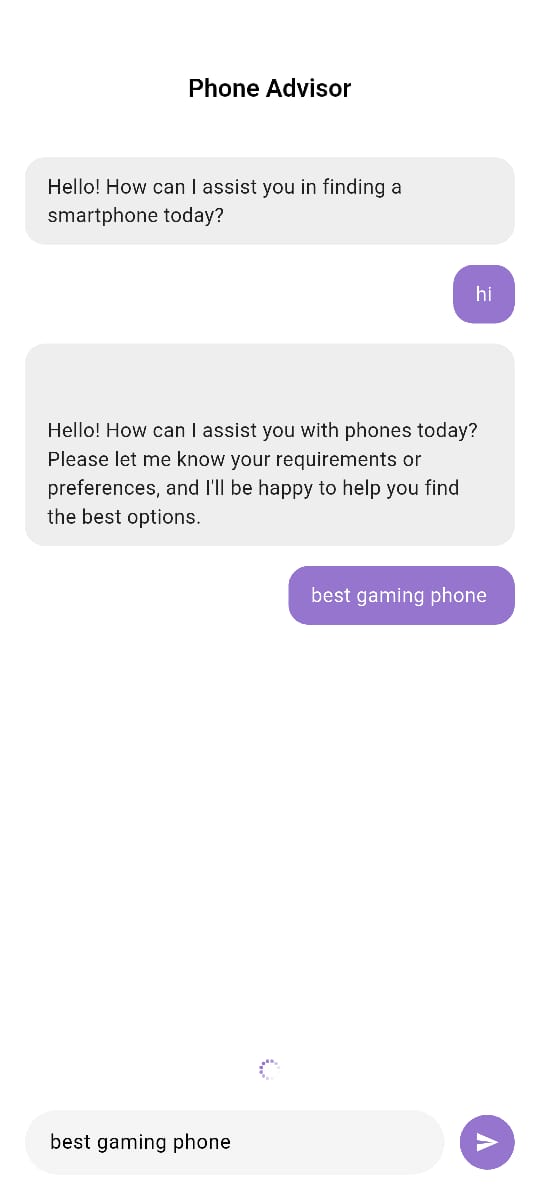 Phone Advisor
Hello! How can I assist you in finding a
smartphone today?
hi
Hello! How can I assist you with phones today?
Please let me know your requirements or
preferences, and I'll be happy to help you find
the best options.
best gaming phone
best gaming phone